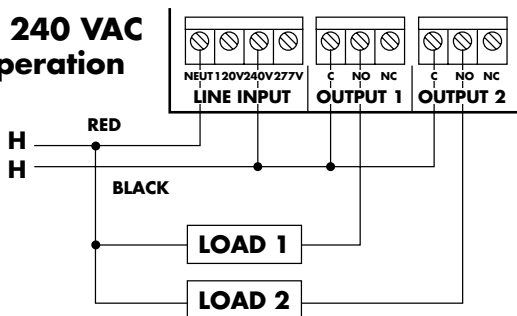 240 VAC
peration
NEUT 120V 240V 277V
LINE INPUT
C NO NC
OUTPUT 1
C NO NC
OUTPUT 2
H RED
H BLACK
LOAD 1
LOAD 2